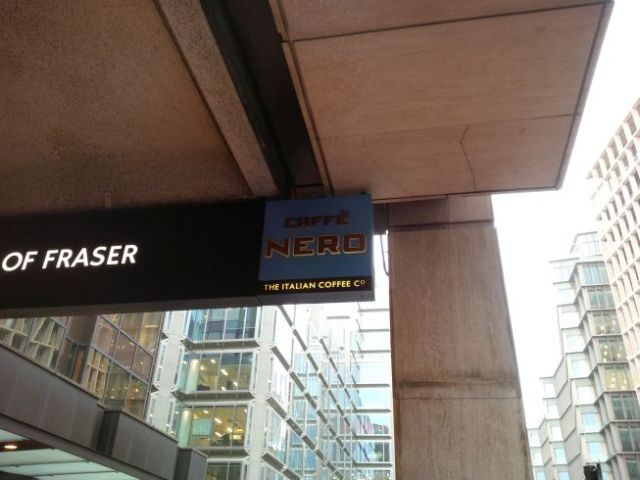 OF FRASER
CAFFÈ
NERO
THE ITALIAN COFFEE Cº